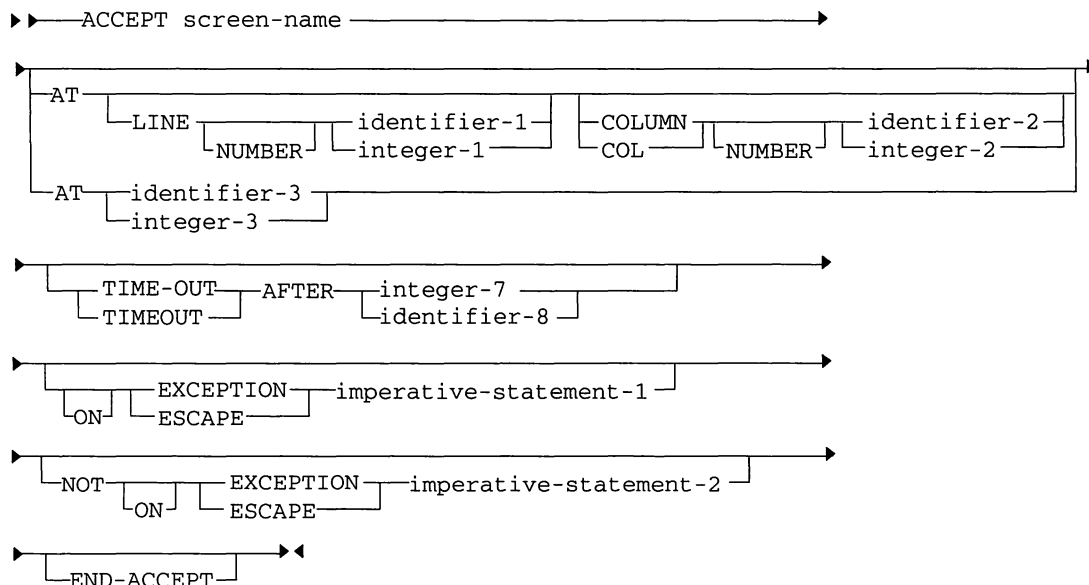 ACCEPT screen-name
AT
LINE NUMBER identifier-1 integer-1 COLUMN COL NUMBER identifier-2 integer-2
AT identifier-3 integer-3
TIME-OUT TIMEOUT AFTER integer-7 identifier-8
ON EXCEPTION ESCAPE imperative-statement-1
NOT ON EXCEPTION ESCAPE imperative-statement-2
END-ACCEPT